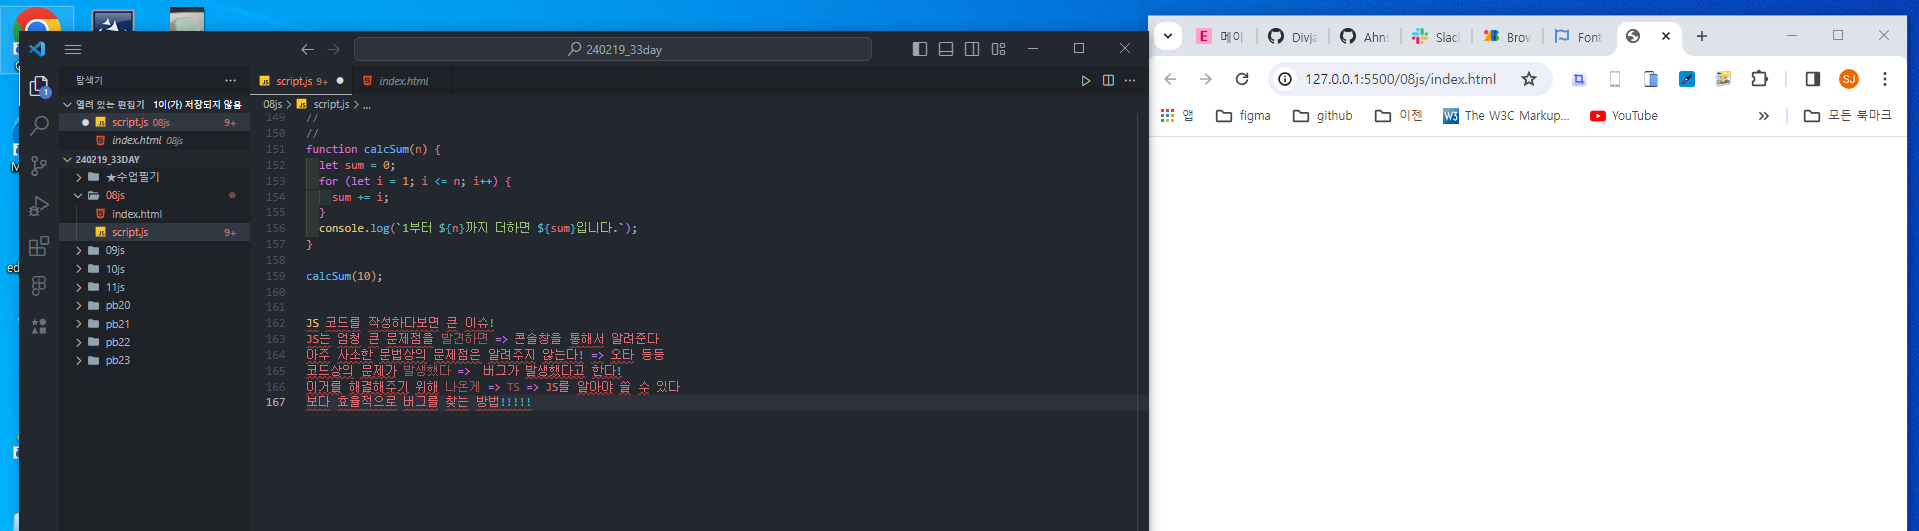 240219_33day
탐색기
script.js 9+
index.html
메이
Divja
Ahns
Slac
Brow
Font
127.0.0.1:5500/08js/index.html
SJ
앱
figma
github
이젠
The W3C Markup...
YouTube
모든 북마크
열려 있는 편집기 1이(가) 저장되지 않음
script.js 08js 9+
index.html 08js
240219_33DAY
★수업필기
08js
index.html
script.js 9+
09js
10js
11js
pb20
pb21
pb22
pb23
08js > script.js > ...
149 //
150 //
151 function calcSum(n) {
152 let sum = 0;
153 for (let i = 1; i <= n; i++) {
154 sum += i;
155 }
156 console.log(`1부터 ${n}까지 더하면 ${sum}입니다.`);
157 }
158
159 calcSum(10);
160
161
162 JS 코드를 작성하다보면 큰 이슈!
163 JS는 엄청 큰 문제점을 발견하면 => 콘솔창을 통해서 알려준다
164 아주 사소한 문법상의 문제점은 알려주지 않는다! => 오타 등등
165 코드상의 문제가 발생했다 => 버그가 발생했다고 한다!
166 이거를 해결해주기 위해 나온게 => TS => JS를 알아야 쓸 수 있다
167 보다 효율적으로 버그를 찾는 방법!!!!!